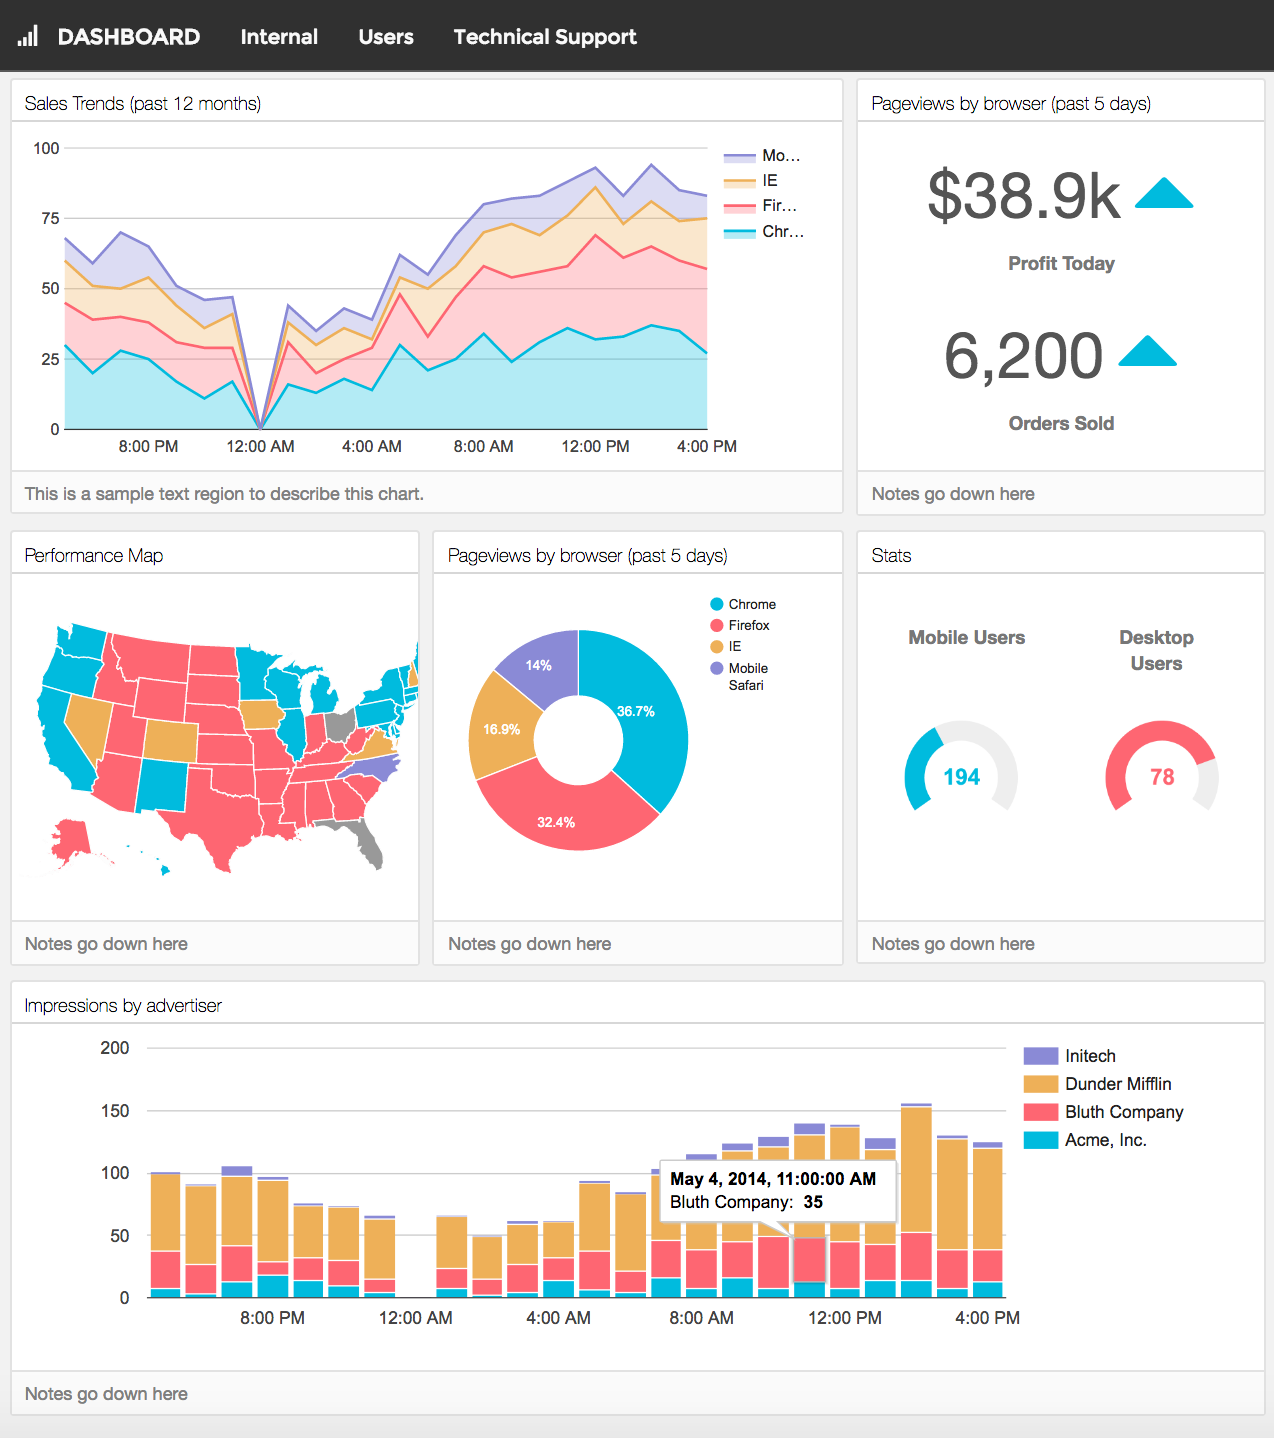 DASHBOARD Internal Users Technical Support
Sales Trends (past 12 months)
100
75
50
25
0
8:00 PM 12:00 AM 4:00 AM 8:00 AM 12:00 PM 4:00 PM
Mo...
IE
Fir...
Chr...
This is a sample text region to describe this chart.
Pageviews by browser (past 5 days)
$38.9k
Profit Today
6,200
Orders Sold
Notes go down here
Performance Map
Notes go down here
Pageviews by browser (past 5 days)
Chrome
Firefox
IE
Mobile
Safari
14%
36.7%
16.9%
32.4%
Notes go down here
Stats
Mobile Users
Desktop
Users
194
78
Notes go down here
Impressions by advertiser
200
150
100
50
0
May 4, 2014, 11:00:00 AM
Bluth Company: 35
8:00 PM 12:00 AM 4:00 AM 8:00 AM 12:00 PM 4:00 PM
Initech
Dunder Mifflin
Bluth Company
Acme, Inc.
Notes go down here